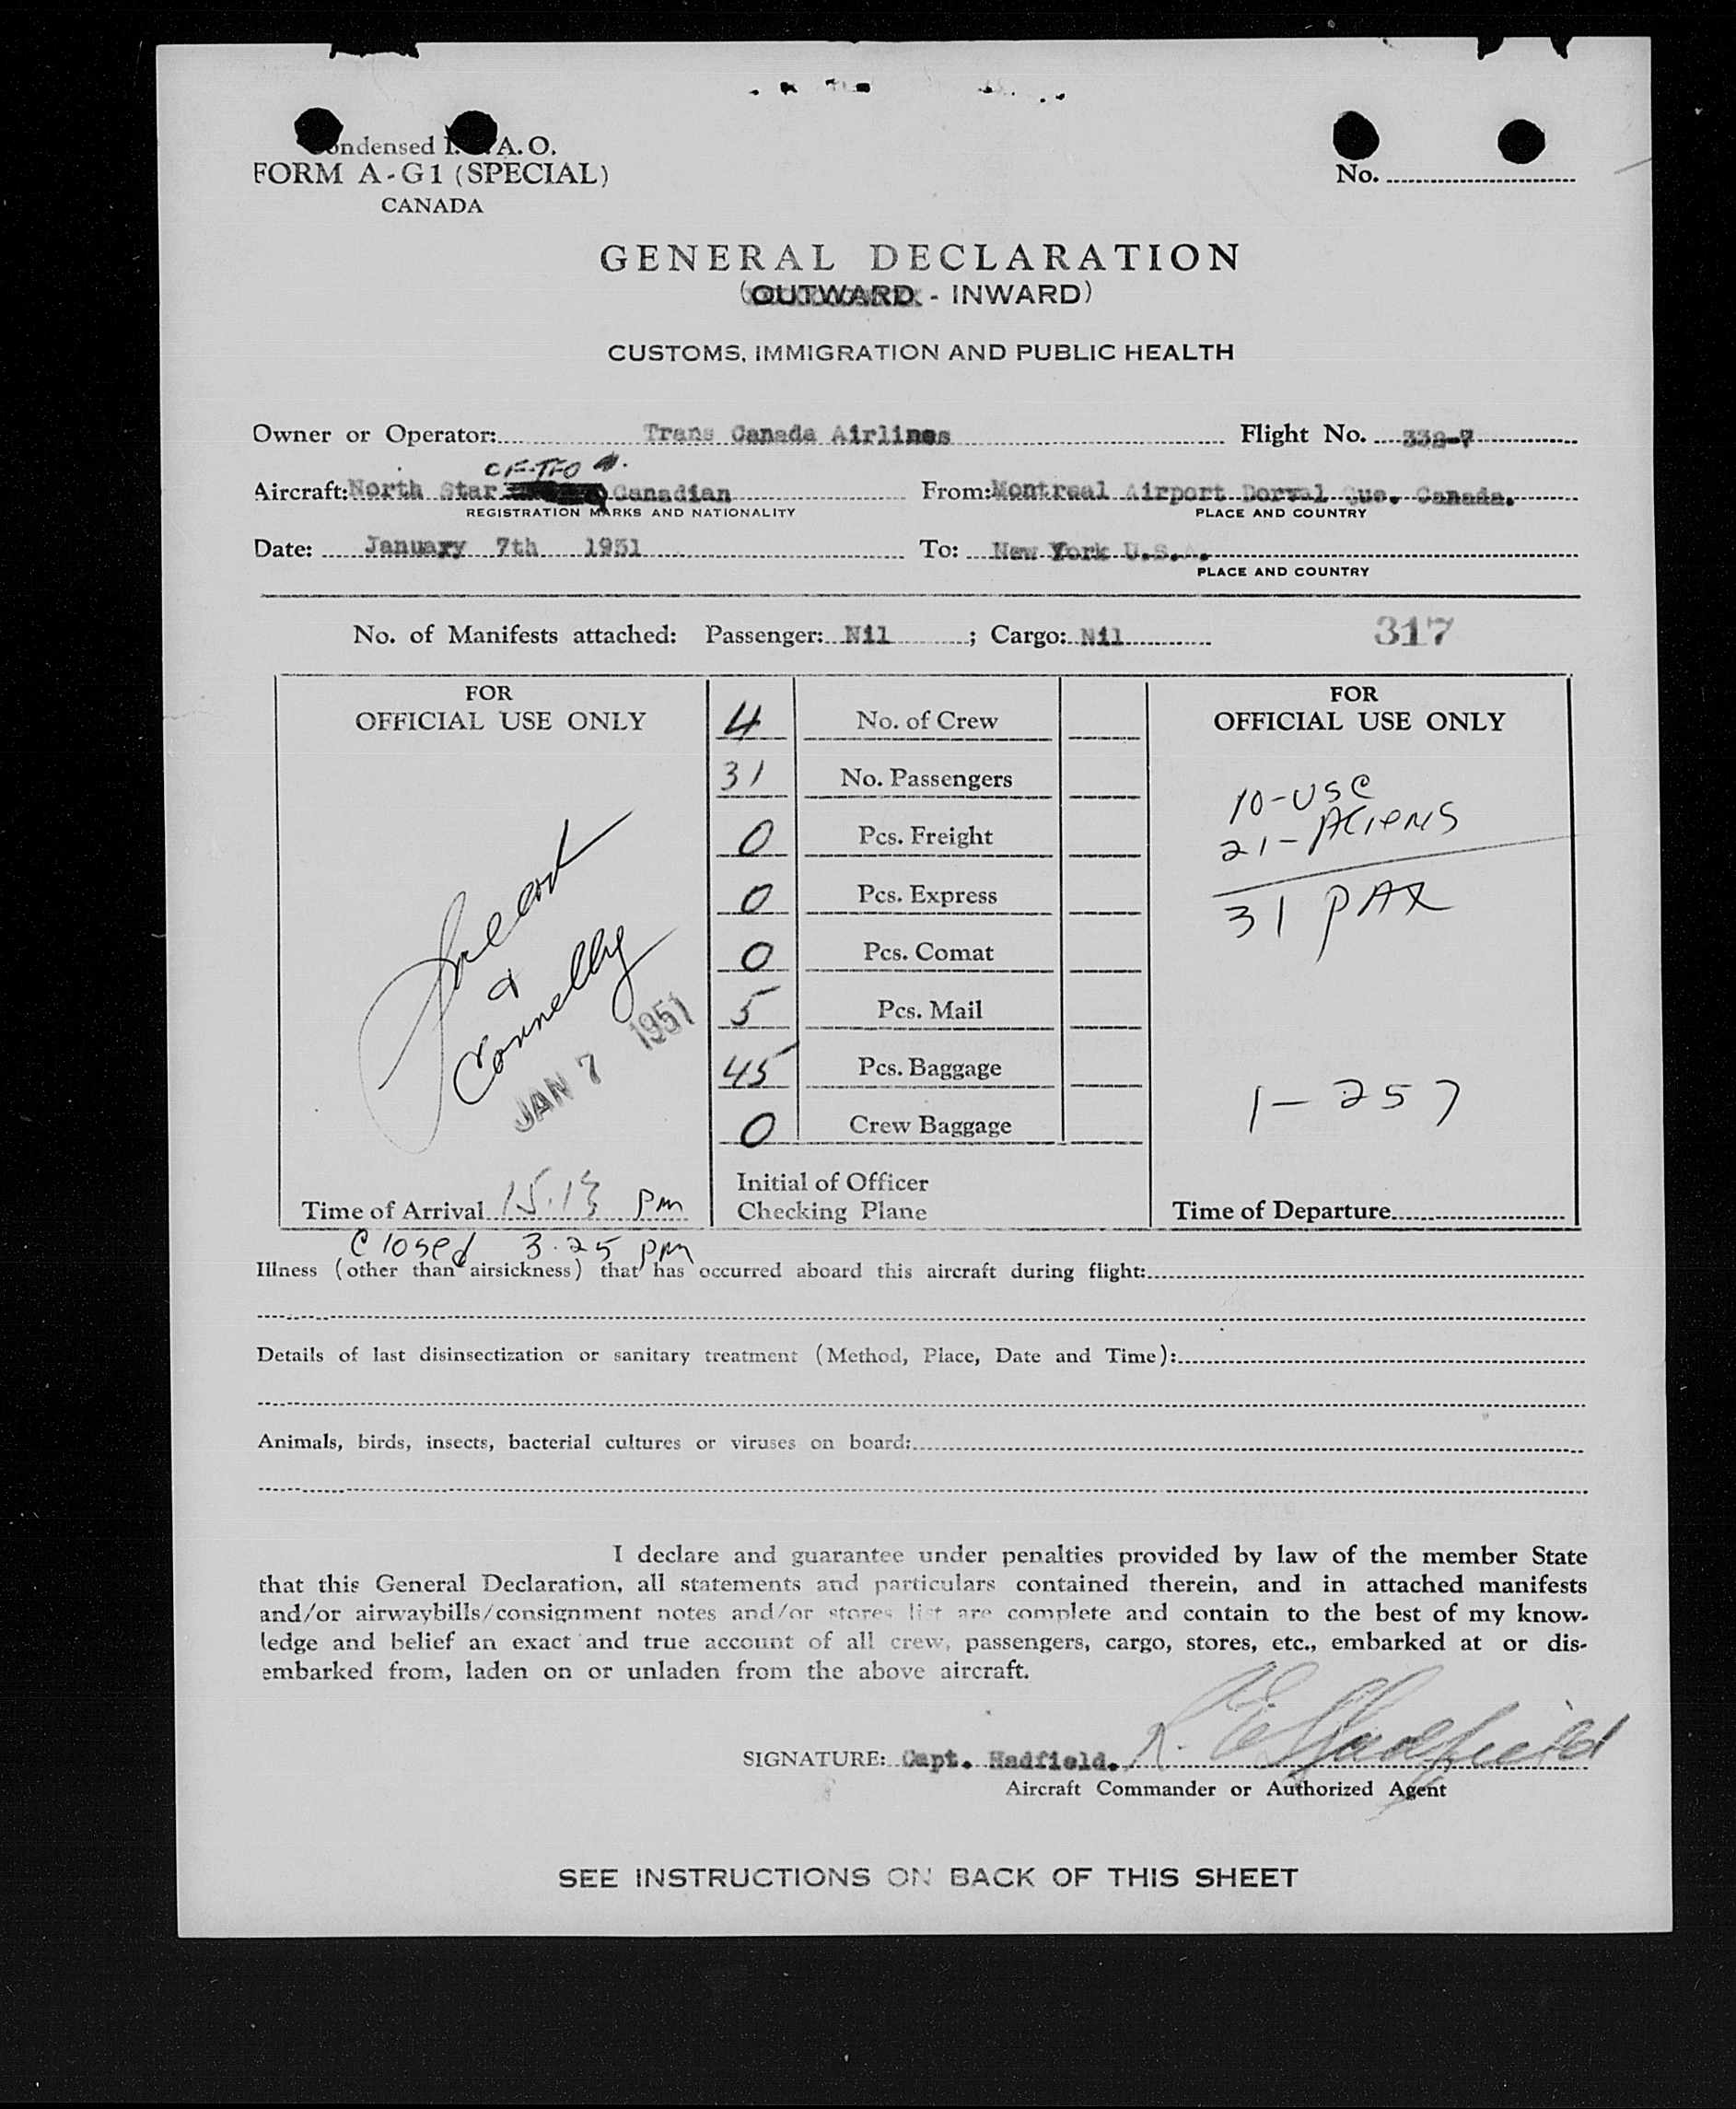 ondensed I. A. O.
FORM A-G1 (SPECIAL)
CANADA
No.
GENERAL DECLARATION
(OUTWARD - INWARD)
CUSTOMS, IMMIGRATION AND PUBLIC HEALTH
Owner or Operator: Trans Canada Airlines Flight No. 332-7
CF-TFO
Aircraft: North Star Canadian From: Montreal Airport Dorval Que. Canada.
REGISTRATION MARKS AND NATIONALITY PLACE AND COUNTRY
Date: January 7th 1951 To: New York U.S.A.
PLACE AND COUNTRY
No. of Manifests attached: Passenger: Nil ; Cargo: Nil 317
FOR
OFFICIAL USE ONLY
&
Connelly
JAN 7 1951
Time of Arrival 15.13 pm
Closed 3.25 pm
4 No. of Crew
31 No. Passengers
0 Pcs. Freight
0 Pcs. Express
0 Pcs. Comat
5 Pcs. Mail
45 Pcs. Baggage
0 Crew Baggage
Initial of Officer
Checking Plane
FOR
OFFICIAL USE ONLY
10-USC
21-Aliens
31 PAX
1-257
Time of Departure
Illness (other than airsickness) that has occurred aboard this aircraft during flight:
Details of last disinsectization or sanitary treatment (Method, Place, Date and Time):
Animals, birds, insects, bacterial cultures or viruses on board:
I declare and guarantee under penalties provided by law of the member State
that this General Declaration, all statements and particulars contained therein, and in attached manifests
and/or airwaybills/consignment notes and/or stores list are complete and contain to the best of my know-
ledge and belief an exact and true account of all crew, passengers, cargo, stores, etc., embarked at or dis-
embarked from, laden on or unladen from the above aircraft.
SIGNATURE: Capt. Hadfield. R. E. Hadfield
Aircraft Commander or Authorized Agent
SEE INSTRUCTIONS ON BACK OF THIS SHEET